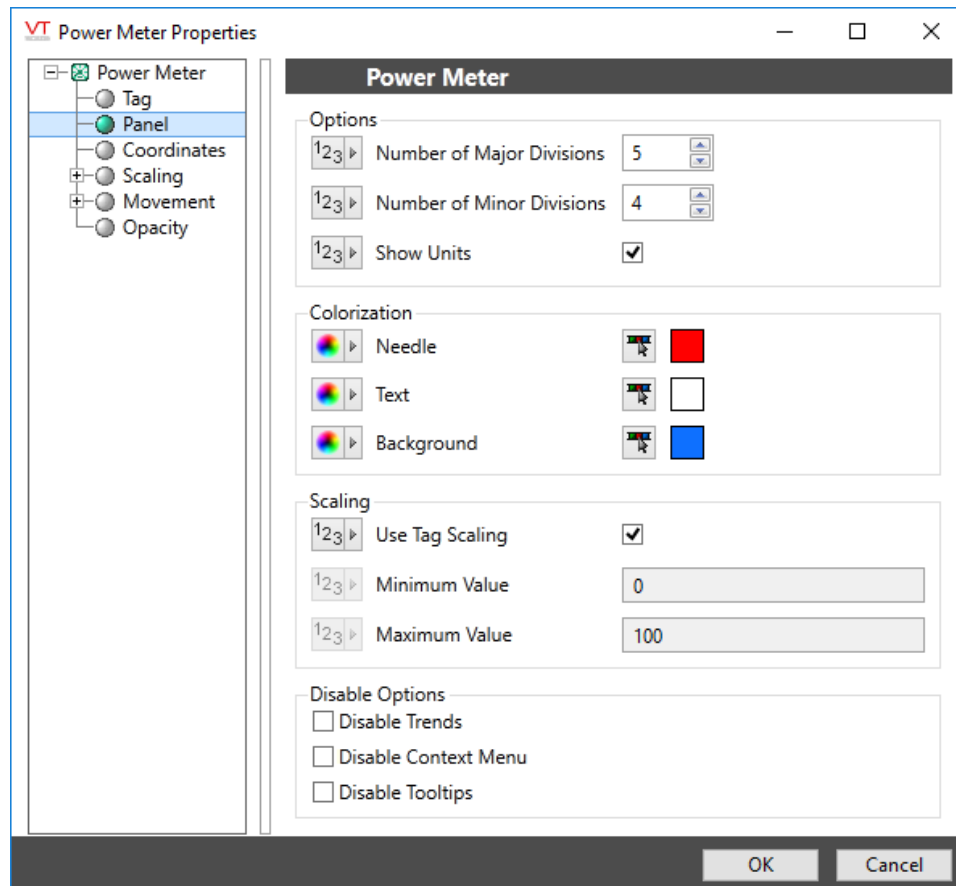 VT Power Meter Properties
Power Meter
Tag
Panel
Coordinates
Scaling
Movement
Opacity
Power Meter
Options
123 Number of Major Divisions 5
123 Number of Minor Divisions 4
123 Show Units
Colorization
Needle
Text
Background
Scaling
123 Use Tag Scaling
123 Minimum Value 0
123 Maximum Value 100
Disable Options
Disable Trends
Disable Context Menu
Disable Tooltips
OK Cancel